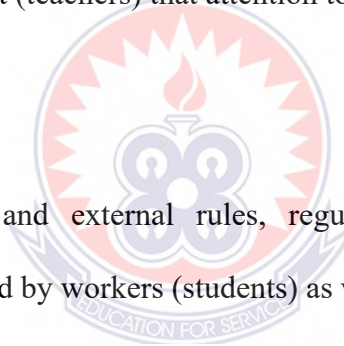 (teachers) that attention to
and external rules, regu
d by workers (students) as
EDUCATION FOR SERVICE